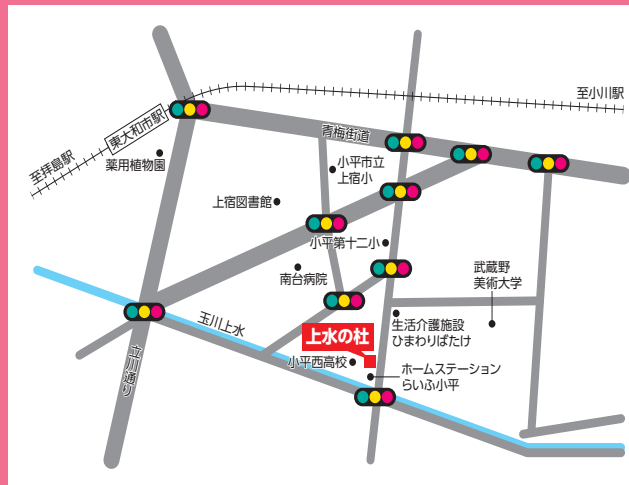 至小川駅
東大和市駅
至拝島駅
青梅街道
薬用植物園
小平市立
上宿小
上宿図書館
小平第十二小
南台病院
武蔵野
美術大学
玉川上水
生活介護施設
ひまわりばたけ
上水の杜
立川通り
小平西高校
ホームステーション
らいふ小平